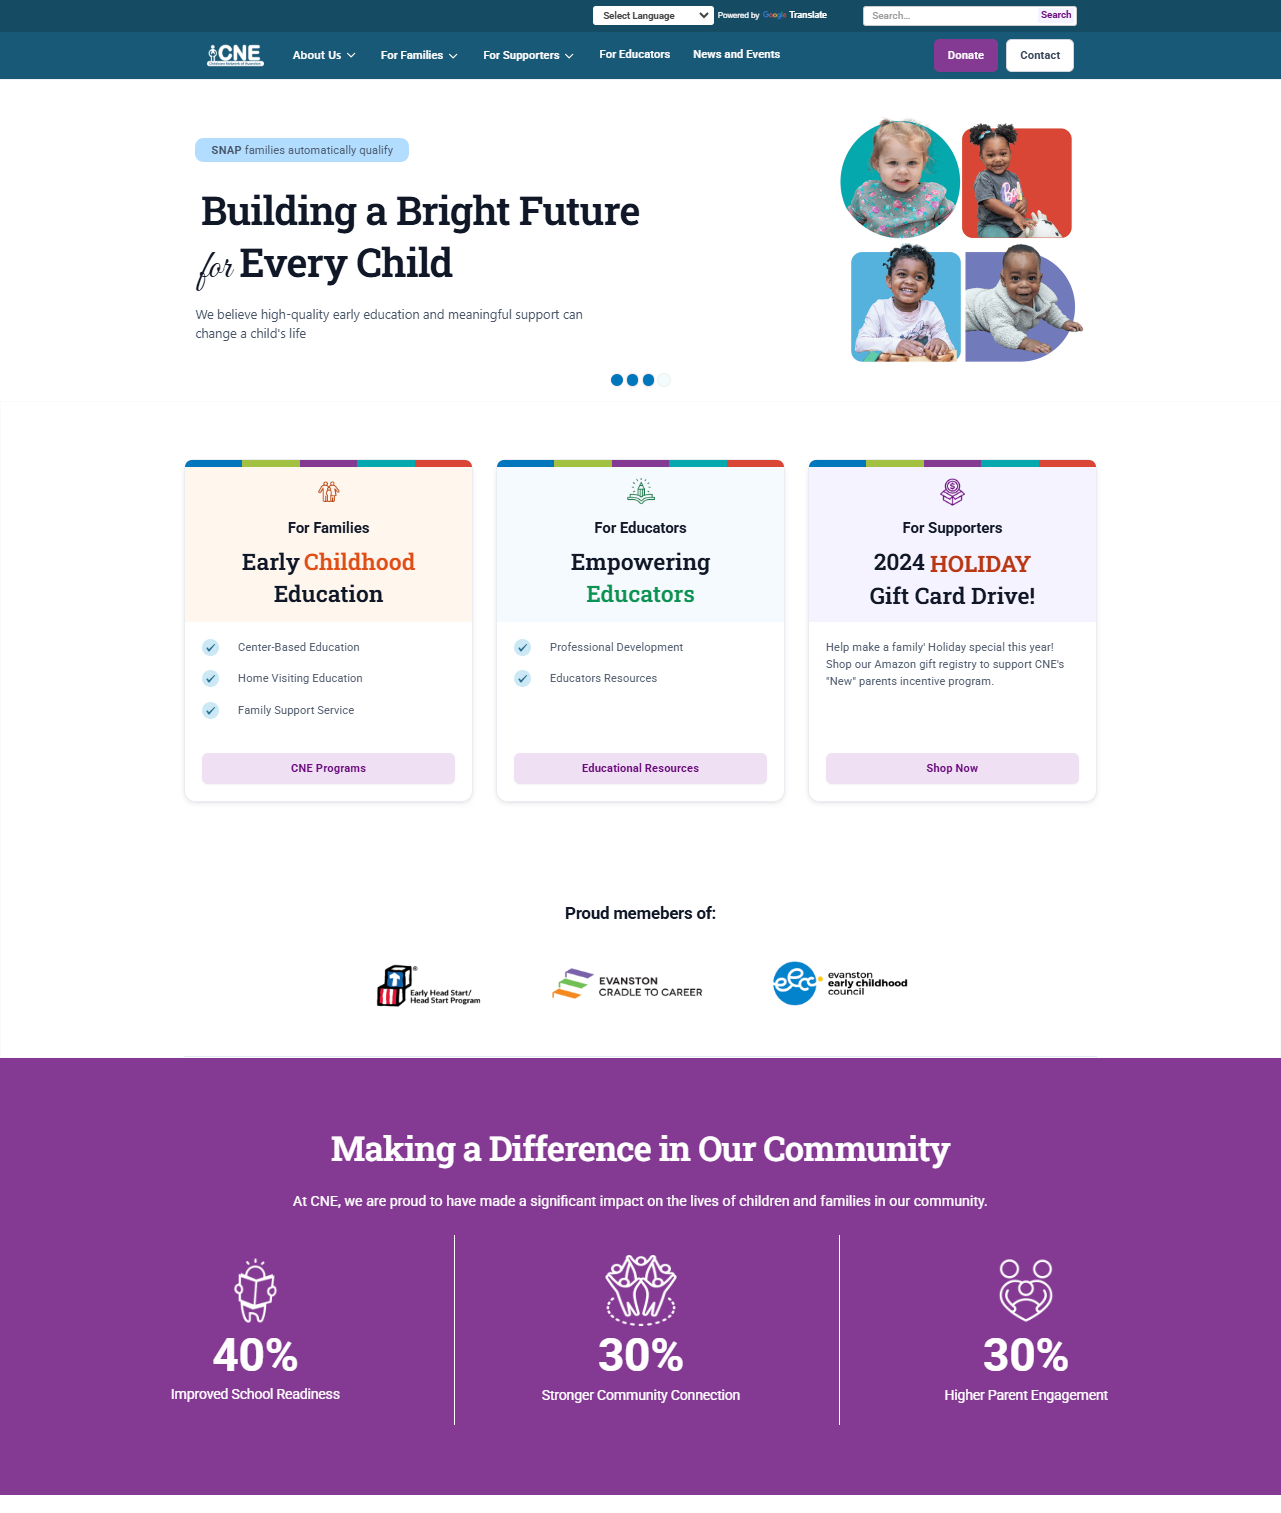 Select Language
Powered by Google Translate
Search...
Search
CNE
About Us
For Families
For Supporters
For Educators
News and Events
Donate
Contact
SNAP families automatically qualify
Building a Bright Future
for Every Child
We believe high-quality early education and meaningful support can
change a child's life
For Families
Early Childhood
Education
Center-Based Education
Home Visiting Education
Family Support Service
CNE Programs
For Educators
Empowering
Educators
Professional Development
Educators Resources
Educational Resources
For Supporters
2024 HOLIDAY
Gift Card Drive!
Help make a family' Holiday special this year!
Shop our Amazon gift registry to support CNE's
"New" parents incentive program.
Shop Now
Proud memebers of:
Early Head Start/
Head Start Program
EVANSTON
CRADLE TO CAREER
eecc
evanston
early childhood
council
Making a Difference in Our Community
At CNE, we are proud to have made a significant impact on the lives of children and families in our community.
40%
Improved School Readiness
30%
Stronger Community Connection
30%
Higher Parent Engagement